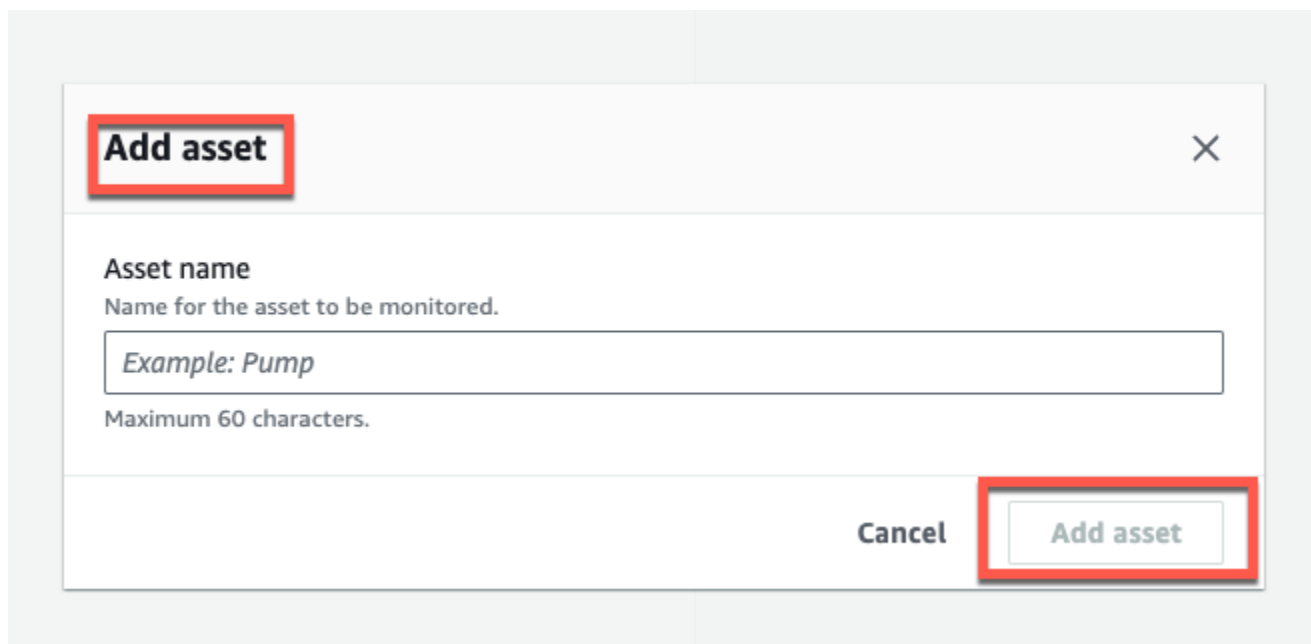 Add asset
Asset name
Name for the asset to be monitored.
Example: Pump
Maximum 60 characters.
Cancel
Add asset